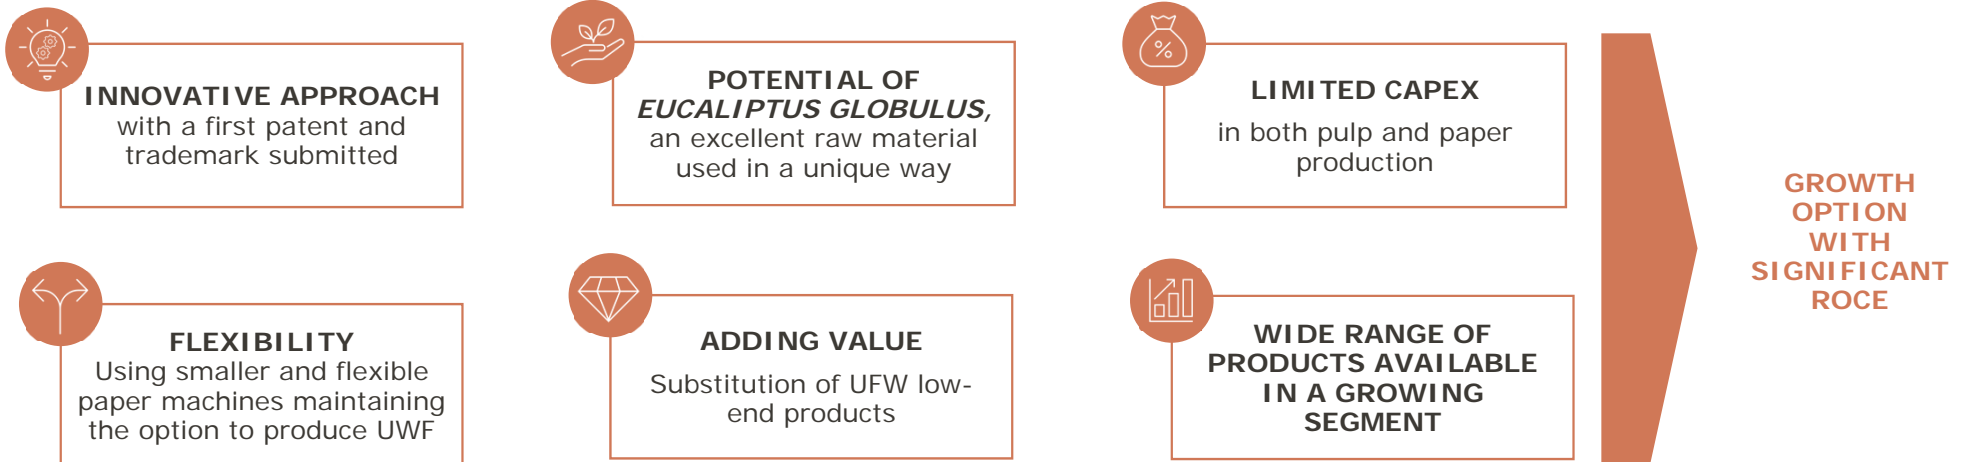 INNOVATIVE APPROACH
with a first patent and
trademark submitted
POTENTIAL OF
EUCALIPTUS GLOBULUS,
an excellent raw material
used in a unique way
%
LIMITED CAPEX
in both pulp and paper
production
FLEXIBILITY
Using smaller and flexible
paper machines maintaining
the option to produce UWF
ADDING VALUE
Substitution of UFW low-
end products
WIDE RANGE OF
PRODUCTS AVAILABLE
IN A GROWING
SEGMENT
GROWTH
OPTION
WITH
SIGNIFICANT
ROCE